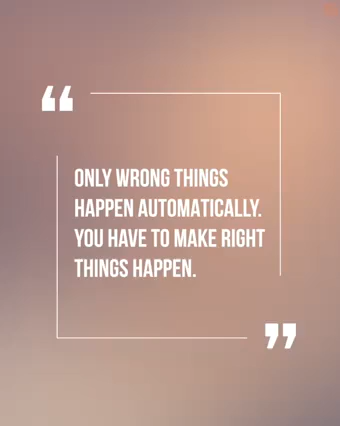 “
ONLY WRONG THINGS
HAPPEN AUTOMATICALLY.
YOU HAVE TO MAKE RIGHT
THINGS HAPPEN.
”